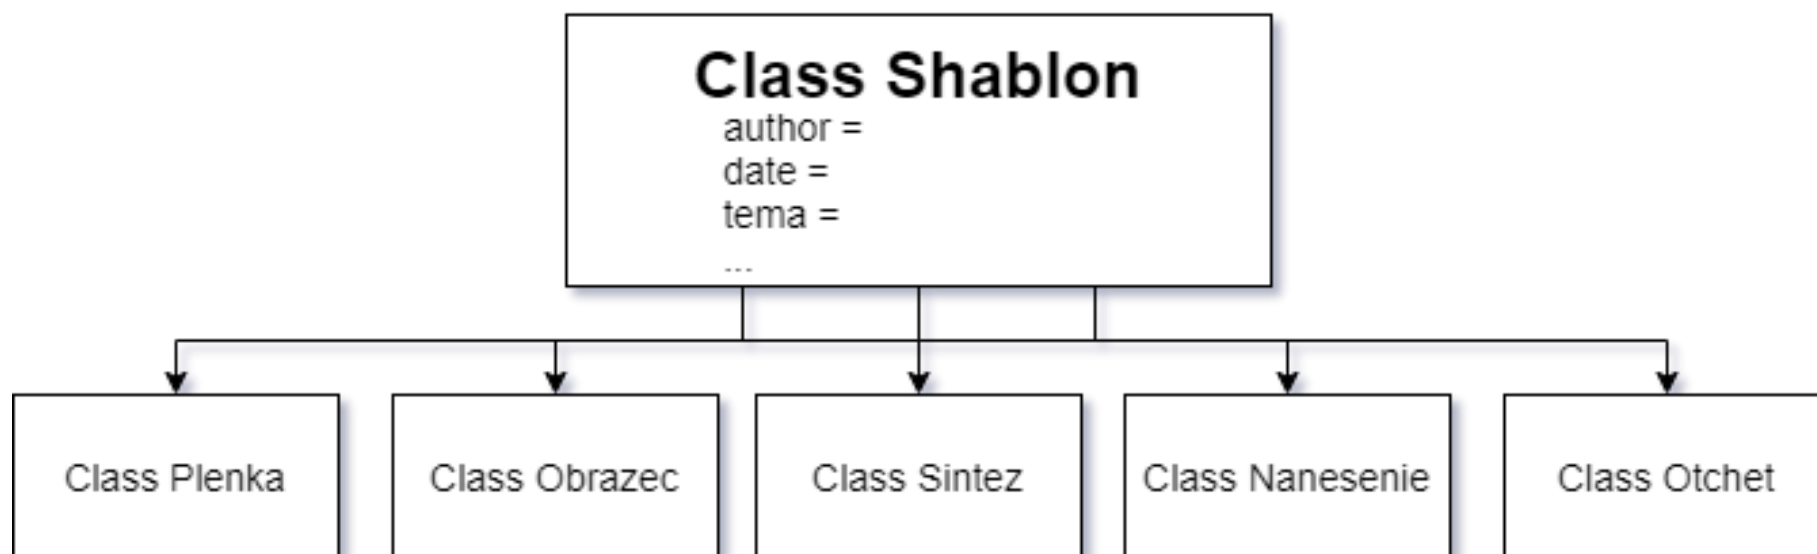 Class Shablon
author =
date =
tema =
...
Class Plenka
Class Obrazec
Class Sintez
Class Nanesenie
Class Otchet